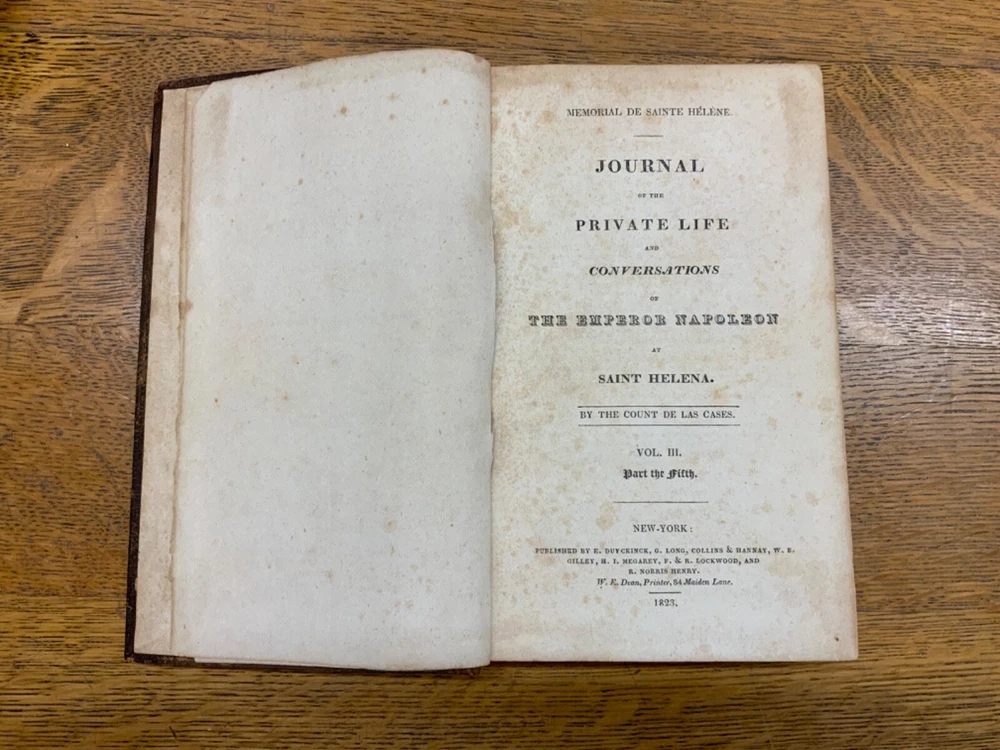 MEMORIAL DE SAINTE HÉLÈNE.
JOURNAL
OF THE
PRIVATE LIFE
AND
CONVERSATIONS
OF
THE EMPEROR NAPOLEON
AT
SAINT HELENA.
BY THE COUNT DE LAS CASES.
VOL. III.
Part the Fifth.
NEW-YORK:
PUBLISHED BY E. DUYCKINCK, G. LONG, COLLINS & HANNAY, W. B.
GILLEY, H. I. MEGAREY, F. & R. LOCKWOOD, AND
R. NORRIS HENRY.
W. E. Dean, Printer, 84 Maiden Lane.
1823.